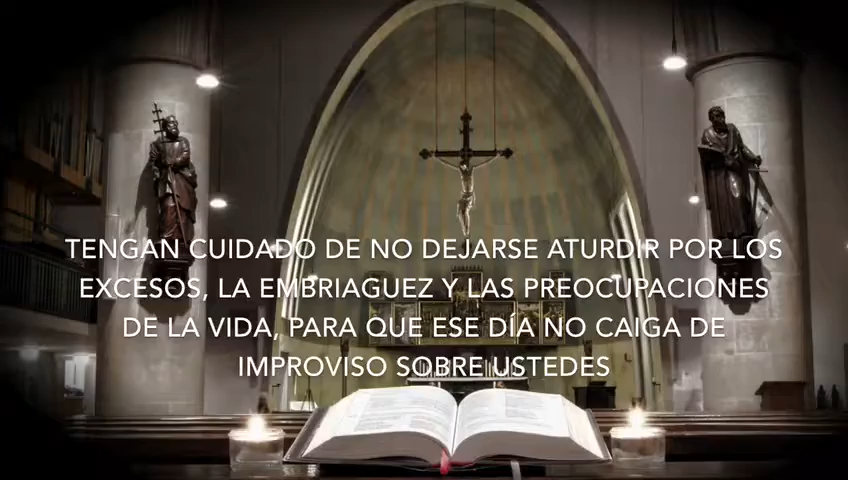 TENGAN CUIDADO DE NO DEJARSE ATURDIR POR LOS
EXCESOS, LA EMBRIAGUEZ Y LAS PREOCUPACIONES
DE LA VIDA, PARA QUE ESE DÍA NO CAIGA DE
IMPROVISO SOBRE USTEDES